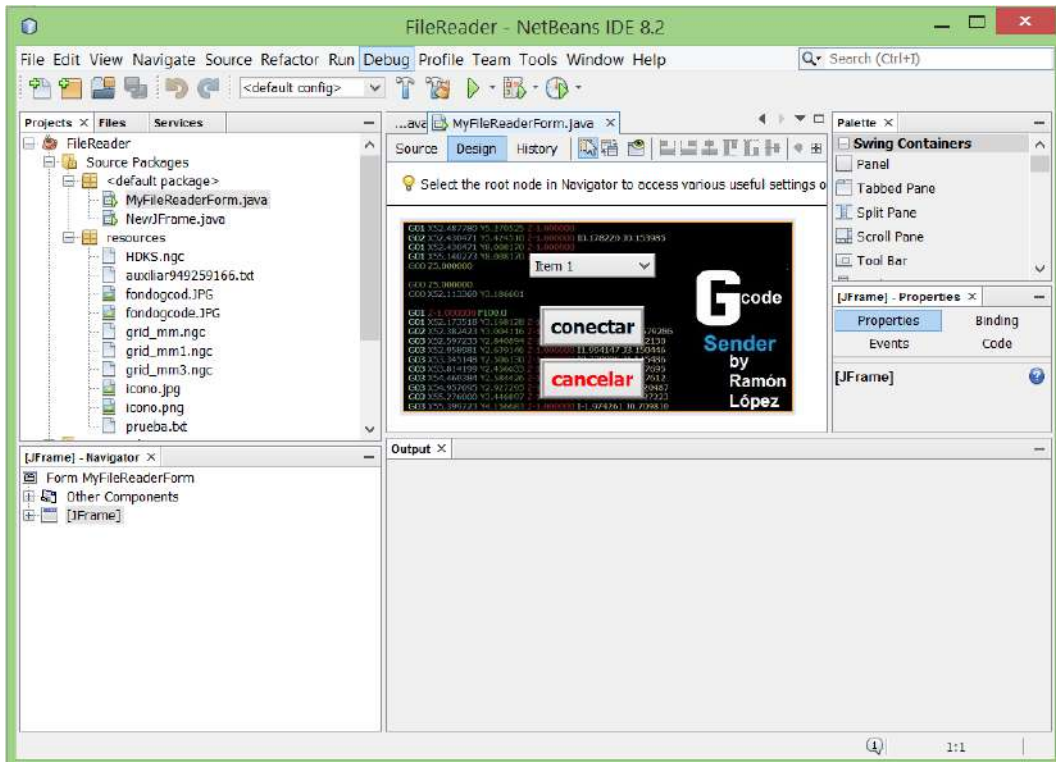 FileReader - NetBeans IDE 8.2
File Edit View Navigate Source Refactor Run Debug Profile Team Tools Window Help
Search (Ctrl+I)
<default config>
Projects Files Services
FileReader
Source Packages
<default package>
MyFileReaderForm.java
NewJFrame.java
resources
HDKS.ngc
auxiliar949259166.txt
fondogcod.JPG
fondogcode.JPG
grid_mm.ngc
grid_mm1.ngc
grid_mm3.ngc
icono.jpg
icono.png
prueba.txt
[JFrame] - Navigator
Form MyFileReaderForm
Other Components
[JFrame]
...ava MyFileReaderForm.java
Source Design History
Select the root node in Navigator to access various useful settings o
Item 1
conectar
cancelar
Gcode
Sender
by
Ramón
López
Output
Palette
Swing Containers
Panel
Tabbed Pane
Split Pane
Scroll Pane
Tool Bar
[JFrame] - Properties
Properties Binding
Events Code
[JFrame]
1:1